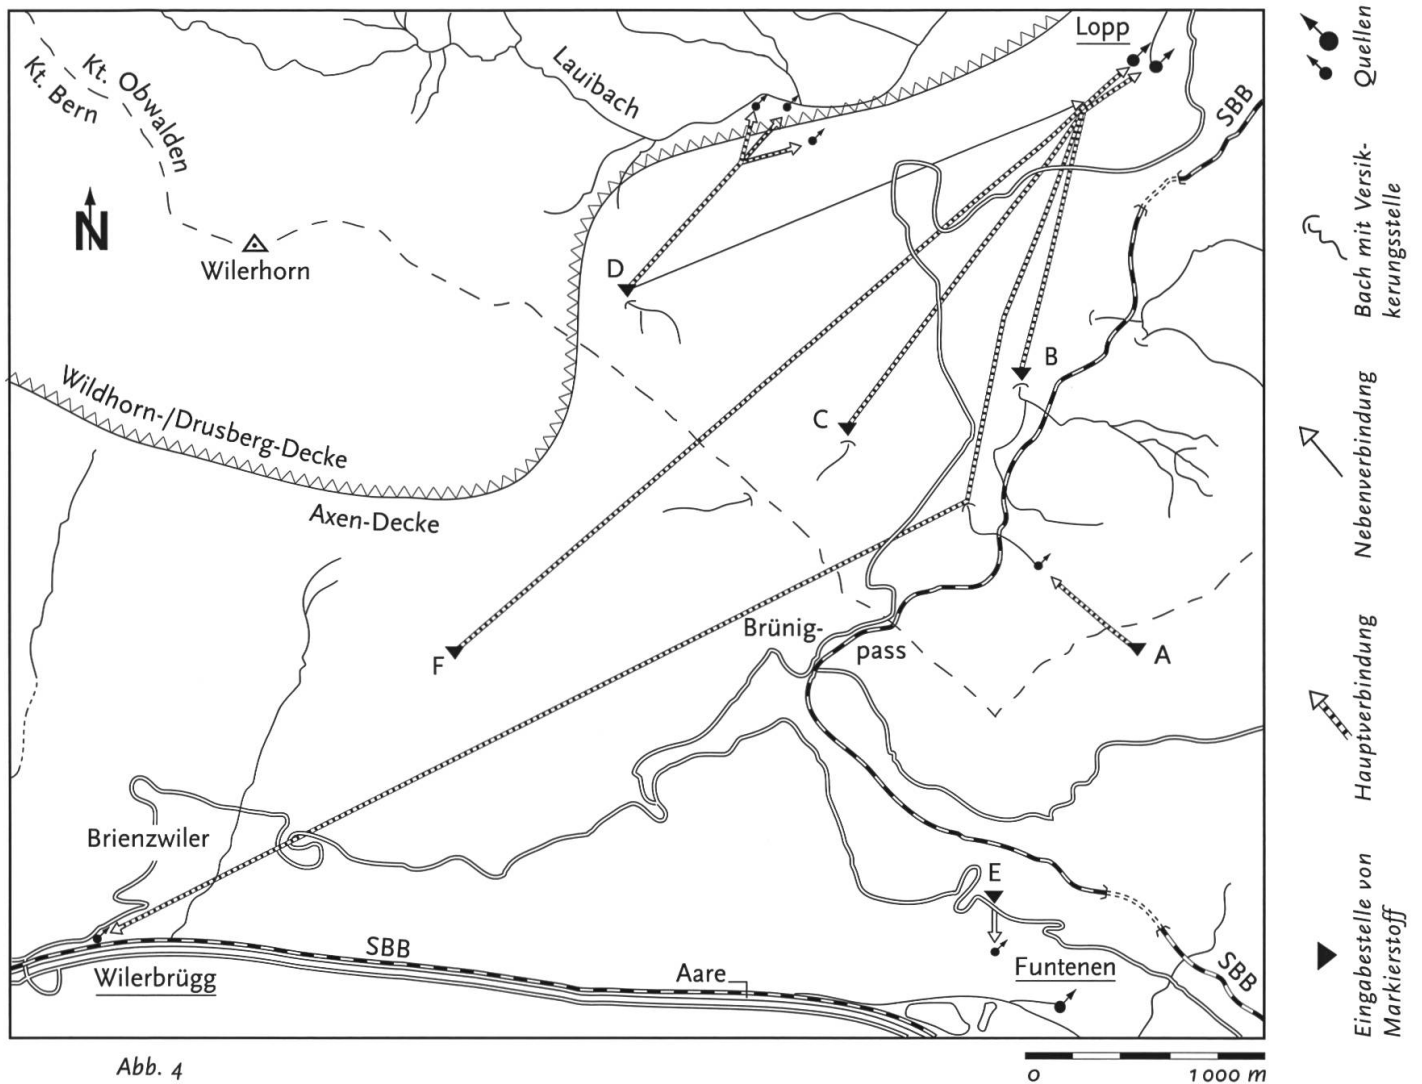 Lopp
Kt. Obwalden
Kt. Bern
Lauibach
SBB
N
Wilerhorn
D
B
C
Wildhorn-/Drusberg-Decke
Axen-Decke
Brünig-
pass
F
A
Brienzwiler
E
SBB
Wilerbrügg
Aare
Funtenen
SBB
Abb. 4
0
1000 m
Quellen
Bach mit Versik-
kerungsstelle
Nebenverbindung
Hauptverbindung
Eingabestelle von
Markierstoff